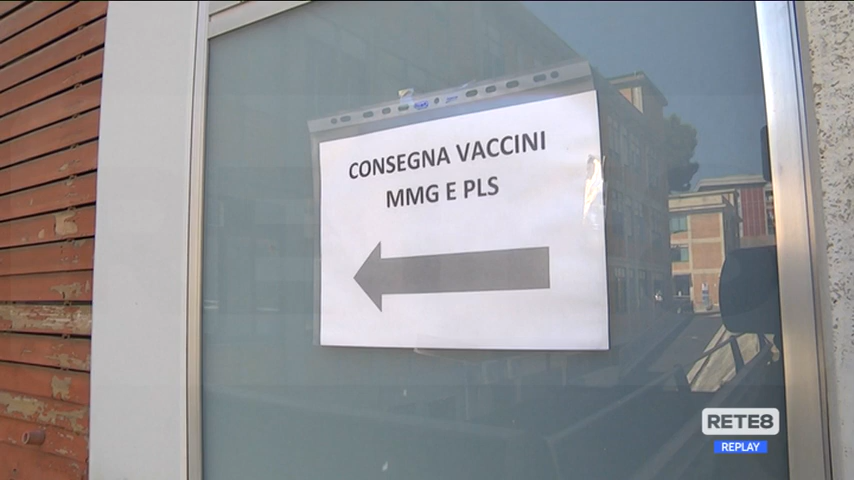 CONSEGNA VACCINI
MMG E PLS
RETE8
REPLAY